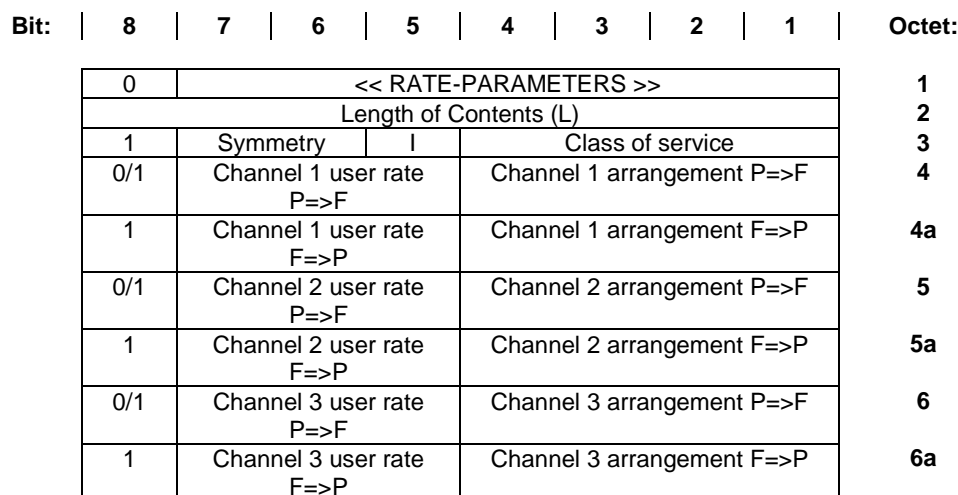 Bit: 8 7 6 5 4 3 2 1 Octet:
0 << RATE-PARAMETERS >> 1
Length of Contents (L) 2
1 Symmetry I Class of service 3
0/1 Channel 1 user rate Channel 1 arrangement P=>F 4
P=>F
1 Channel 1 user rate Channel 1 arrangement F=>P 4a
F=>P
0/1 Channel 2 user rate Channel 2 arrangement P=>F 5
P=>F
1 Channel 2 user rate Channel 2 arrangement F=>P 5a
F=>P
0/1 Channel 3 user rate Channel 3 arrangement P=>F 6
P=>F
1 Channel 3 user rate Channel 3 arrangement F=>P 6a
F=>P